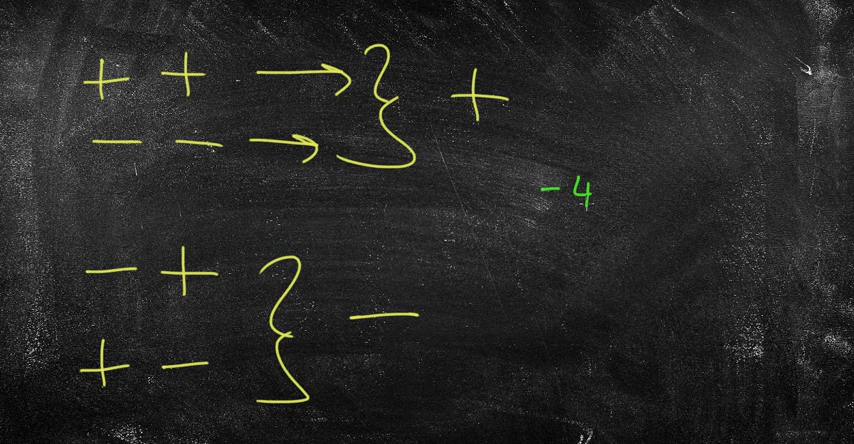 + + → } +
− − →
− 4
− + } −
+ −